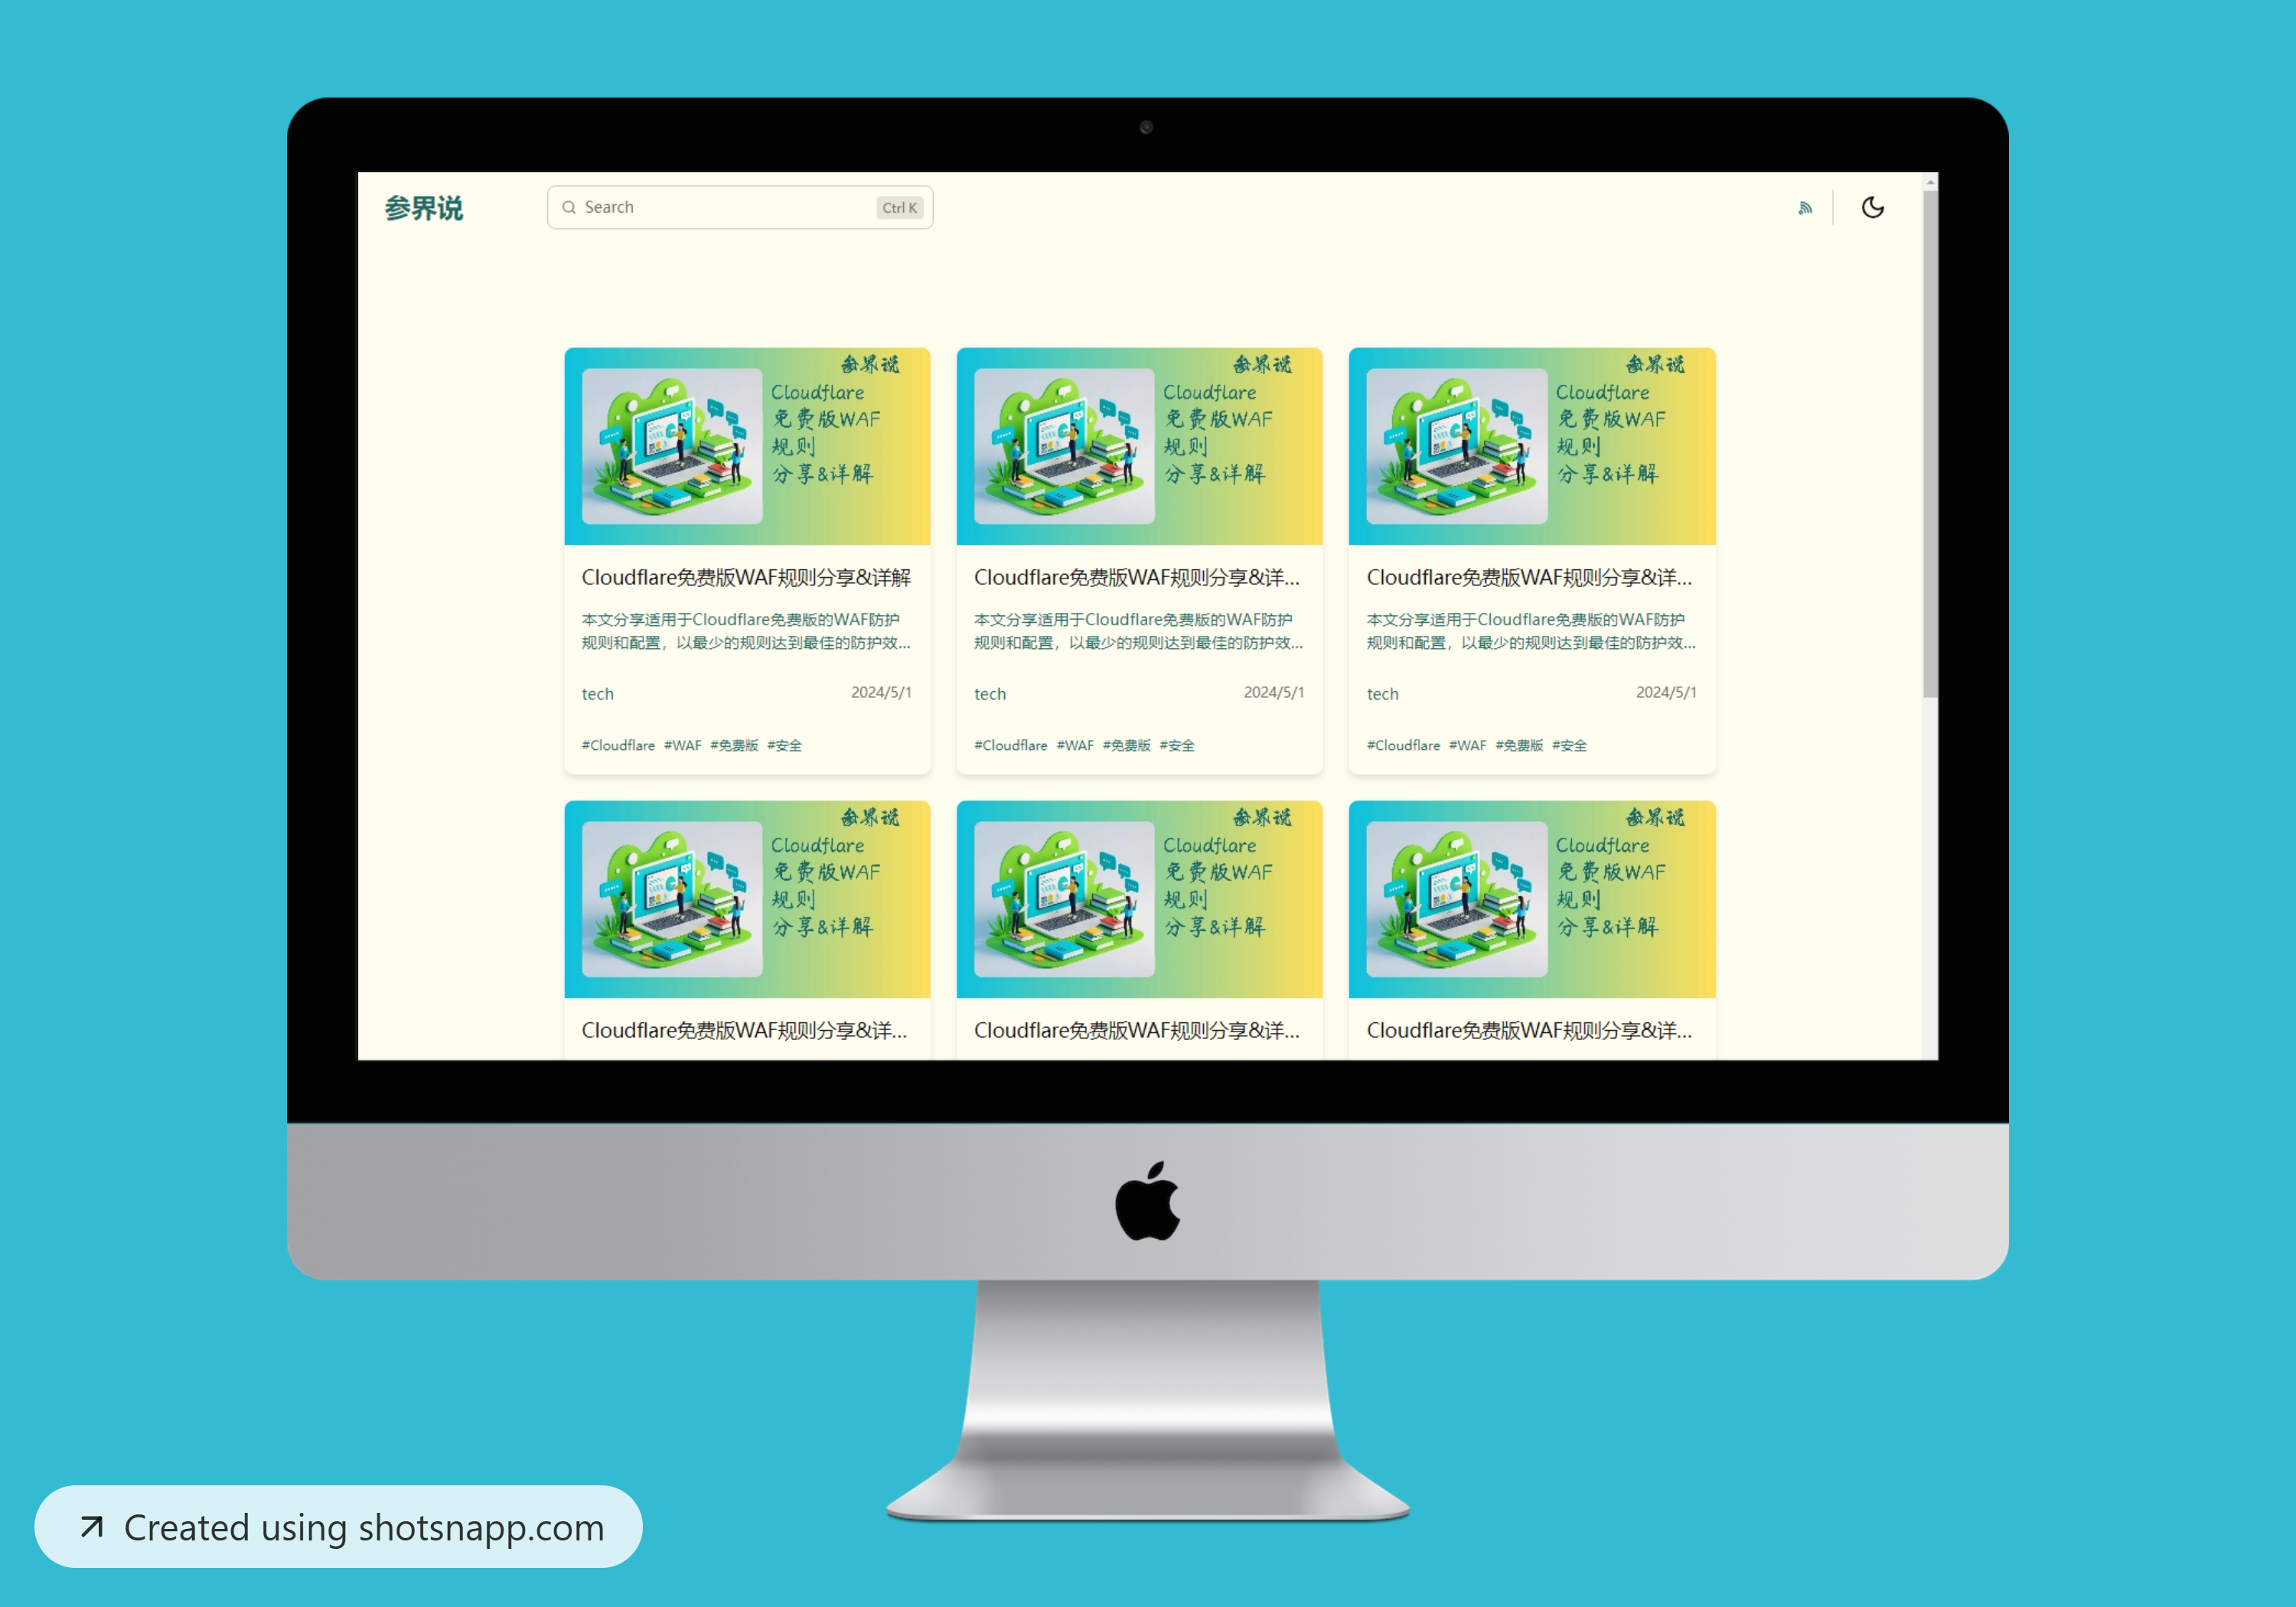 参界说
Search
Ctrl K
参界说
Cloudflare
免费版WAF
规则
分享&详解
Cloudflare免费版WAF规则分享&详解
本文分享适用于Cloudflare免费版的WAF防护
规则和配置，以最少的规则达到最佳的防护效...
tech
2024/5/1
#Cloudflare #WAF #免费版 #安全
参界说
Cloudflare
免费版WAF
规则
分享&详解
Cloudflare免费版WAF规则分享&详...
本文分享适用于Cloudflare免费版的WAF防护
规则和配置，以最少的规则达到最佳的防护效...
tech
2024/5/1
#Cloudflare #WAF #免费版 #安全
参界说
Cloudflare
免费版WAF
规则
分享&详解
Cloudflare免费版WAF规则分享&详...
本文分享适用于Cloudflare免费版的WAF防护
规则和配置，以最少的规则达到最佳的防护效...
tech
2024/5/1
#Cloudflare #WAF #免费版 #安全
参界说
Cloudflare
免费版WAF
规则
分享&详解
Cloudflare免费版WAF规则分享&详...
参界说
Cloudflare
免费版WAF
规则
分享&详解
Cloudflare免费版WAF规则分享&详...
参界说
Cloudflare
免费版WAF
规则
分享&详解
Cloudflare免费版WAF规则分享&详...
Created using shotsnapp.com